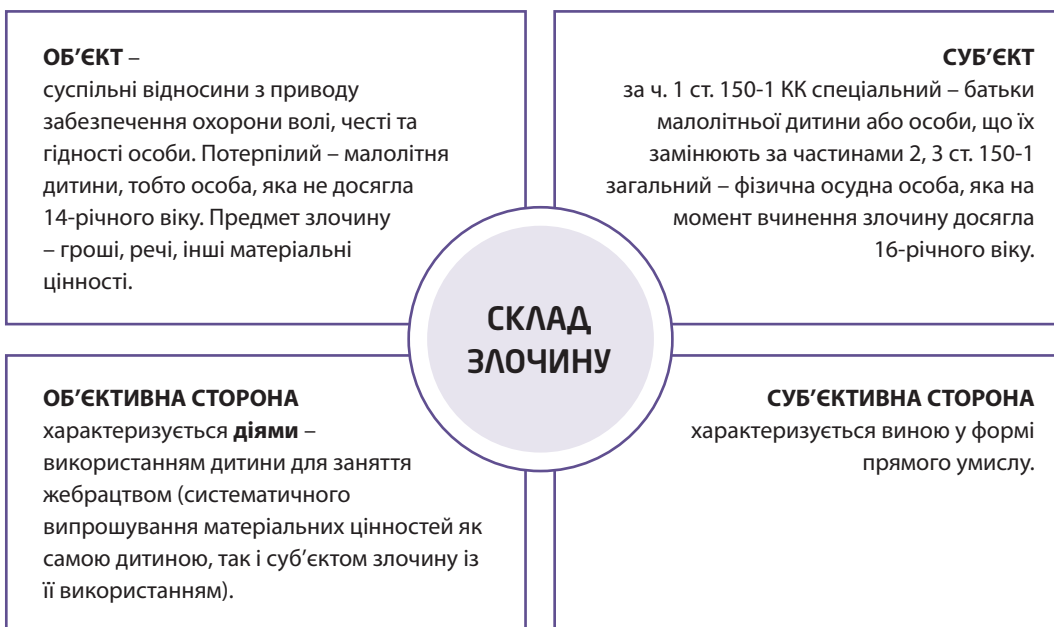 ОБ’ЄКТ –
суспільні відносини з приводу
забезпечення охорони волі, честі та
гідності особи. Потерпілий – малолітня
дитини, тобто особа, яка не досягла
14-річного віку. Предмет злочину
– гроші, речі, інші матеріальні
цінності.
СУБ’ЄКТ
за ч. 1 ст. 150-1 КК спеціальний – батьки
малолітньої дитини або особи, що їх
замінюють за частинами 2, 3 ст. 150-1
загальний – фізична осудна особа, яка на
момент вчинення злочину досягла
16-річного віку.
СКЛАД
ЗЛОЧИНУ
ОБ’ЄКТИВНА СТОРОНА
характеризується діями –
використанням дитини для заняття
жебрацтвом (систематичного
випрошування матеріальних цінностей як
самою дитиною, так і суб’єктом злочину із
її використанням).
СУБ’ЄКТИВНА СТОРОНА
характеризується виною у формі
прямого умислу.